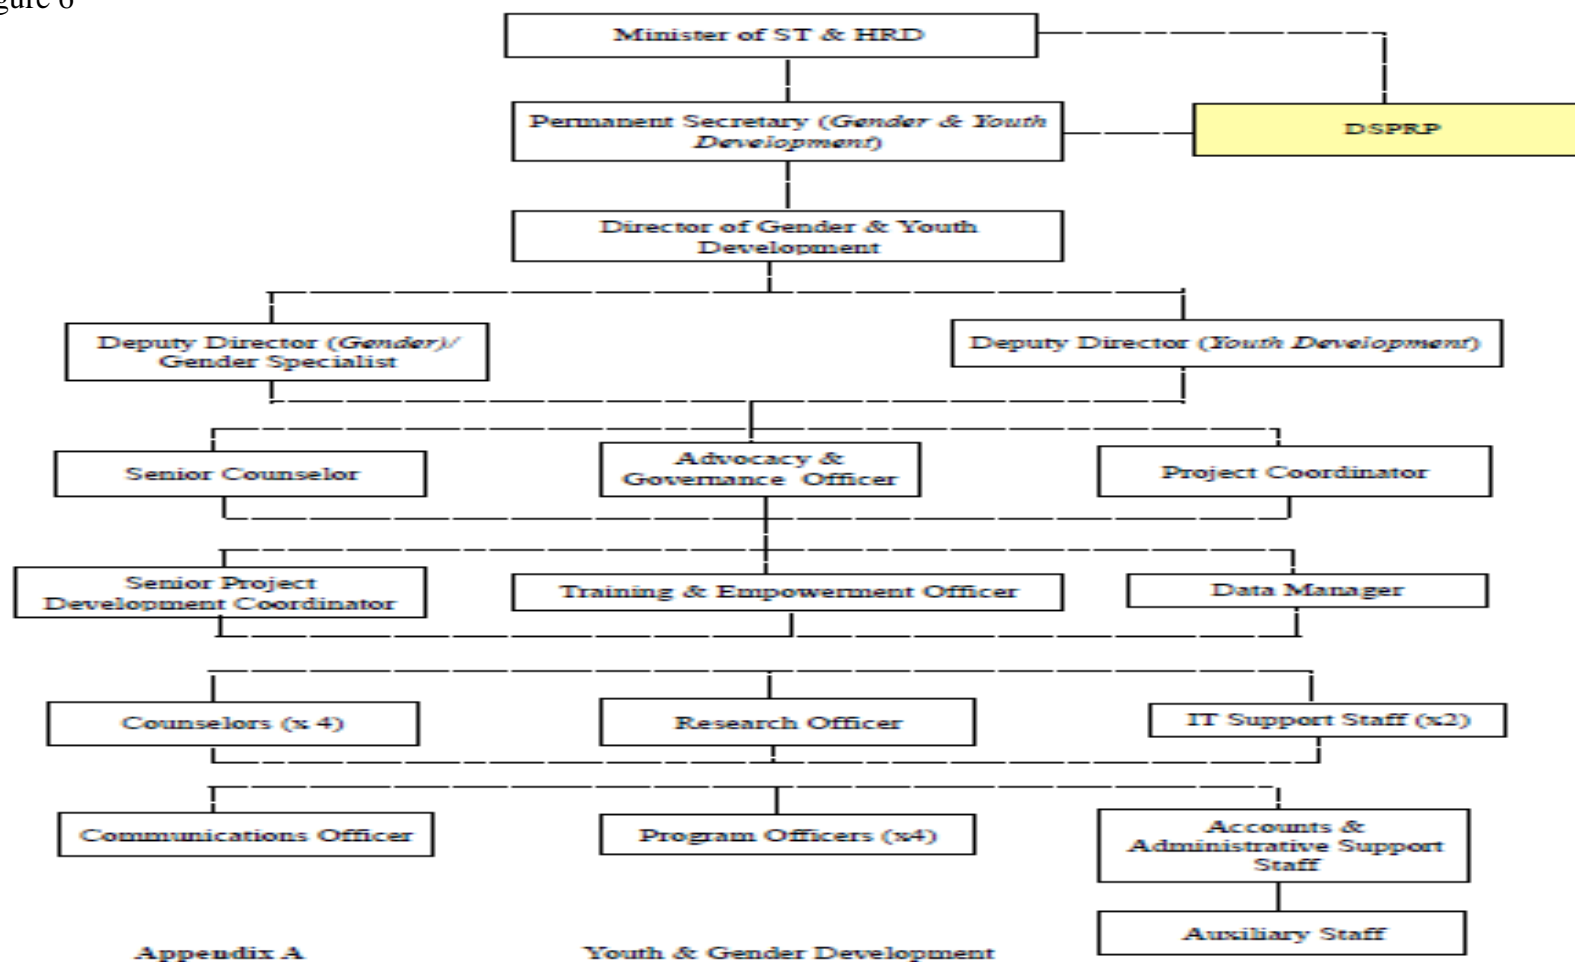 gure 6
Minister of ST & HRD
Permanent Secretary (Gender & Youth
Development)
DSPRP
Director of Gender & Youth
Development
Deputy Director (Gender)/
Gender Specialist
Deputy Director (Youth Development)
Senior Counselor
Advocacy &
Governance Officer
Project Coordinator
Senior Project
Development Coordinator
Training & Empowerment Officer
Data Manager
Counselors (x 4)
Research Officer
IT Support Staff (x2)
Communications Officer
Program Officers (x4)
Accounts &
Administrative Support
Staff
Auxiliary Staff
Appendix A
Youth & Gender Development